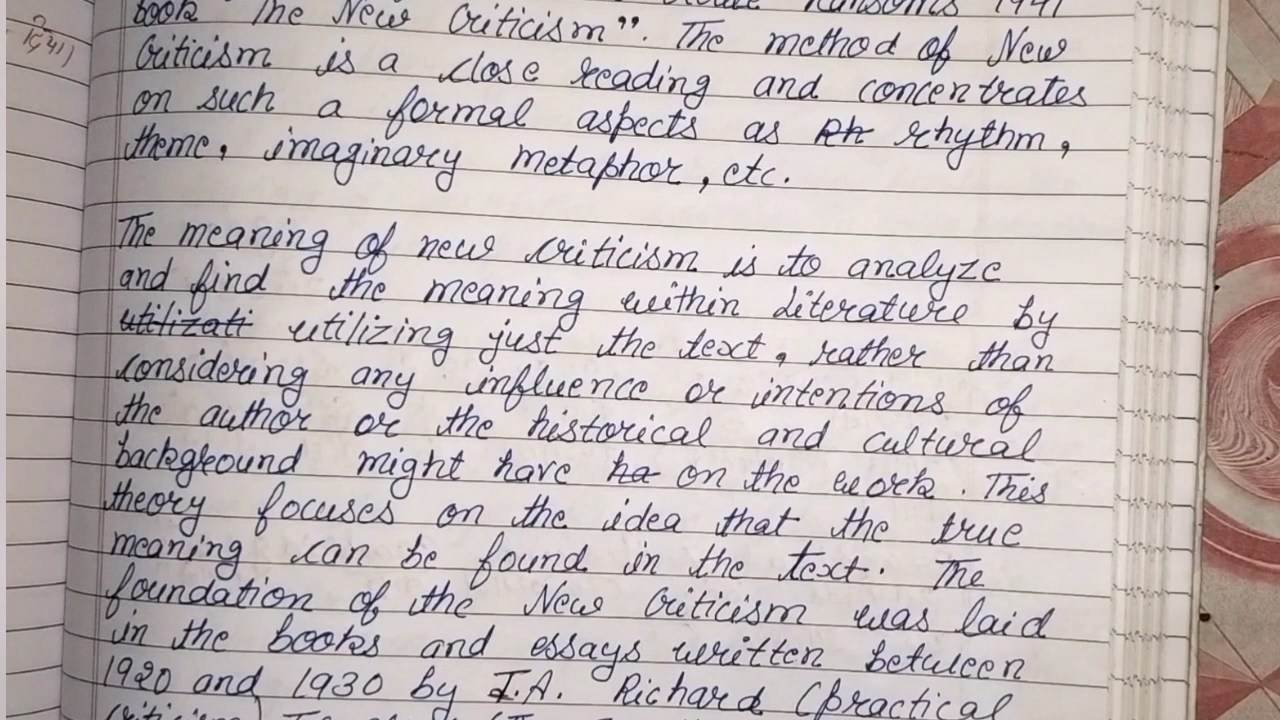 Ransom's 1941
book The New Criticism". The method of New
Criticism is a close reading and concentrates
on such a formal aspects as Rh rhythm,
theme, imaginary metaphor, etc.
The meaning of new criticism is to analyze
and find the meaning within literature by
utilizati utilizing just the text, rather than
considering any influence or intentions of
the author or the historical and cultural
background might have ha on the work. This
theory focuses on the idea that the true
meaning can be found in the text. The
foundation of the New Criticism was laid
in the books and essays written between
1920 and 1930 by I.A. Richard (practical